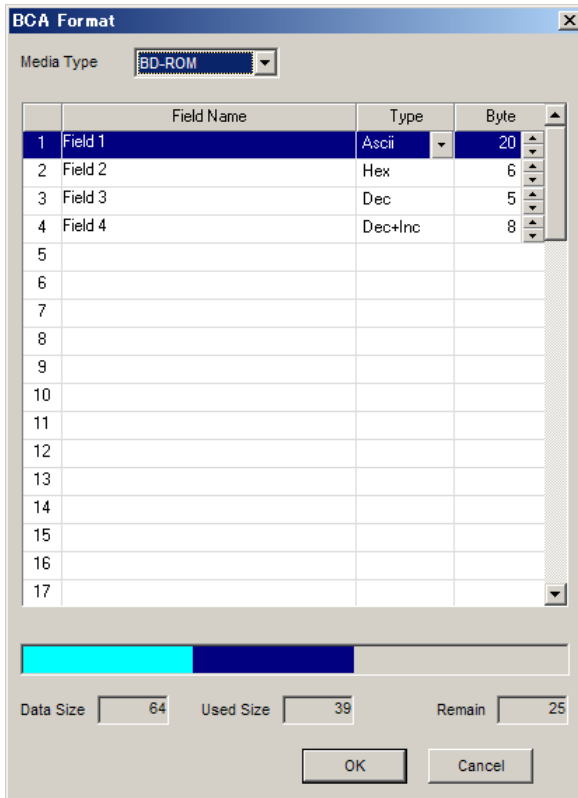 BCA Format
Media Type BD-ROM
Field Name Type Byte
1 Field 1 Ascii 20
2 Field 2 Hex 6
3 Field 3 Dec 5
4 Field 4 Dec+Inc 8
5
6
7
8
9
10
11
12
13
14
15
16
17
Data Size 64 Used Size 39 Remain 25
OK Cancel